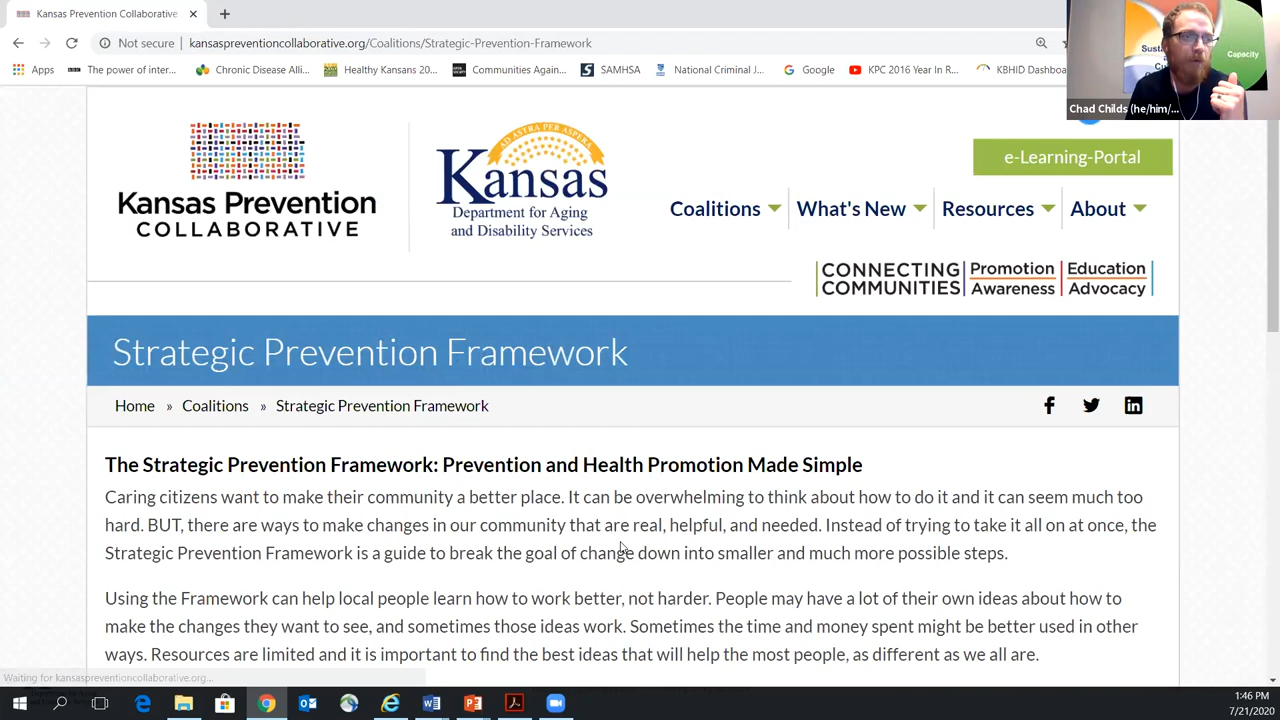 Kansas Prevention Collaborative
Not secure
kansaspreventioncollaborative.org/Coalitions/Strategic-Prevention-Framework
Apps
The power of inter...
Chronic Disease Alli...
Healthy Kansans 20...
Communities Again...
SAMHSA
National Criminal J...
Google
KPC 2016 Year In R...
KBHID Dashboa
Capacity
Chad Childs (he/him/...
e-Learning-Portal
Kansas Prevention
COLLABORATIVE
AD ASTRA PER ASPERA
Kansas
Department for Aging
and Disability Services
Coalitions
What's New
Resources
About
CONNECTING
COMMUNITIES
Promotion
Awareness
Education
Advocacy
Strategic Prevention Framework
Home » Coalitions » Strategic Prevention Framework
The Strategic Prevention Framework: Prevention and Health Promotion Made Simple
Caring citizens want to make their community a better place. It can be overwhelming to think about how to do it and it can seem much too
hard. BUT, there are ways to make changes in our community that are real, helpful, and needed. Instead of trying to take it all on at once, the
Strategic Prevention Framework is a guide to break the goal of change down into smaller and much more possible steps.
Using the Framework can help local people learn how to work better, not harder. People may have a lot of their own ideas about how to
make the changes they want to see, and sometimes those ideas work. Sometimes the time and money spent might be better used in other
ways. Resources are limited and it is important to find the best ideas that will help the most people, as different as we all are.
Waiting for kansaspreventioncollaborative.org...
1:46 PM
7/21/2020